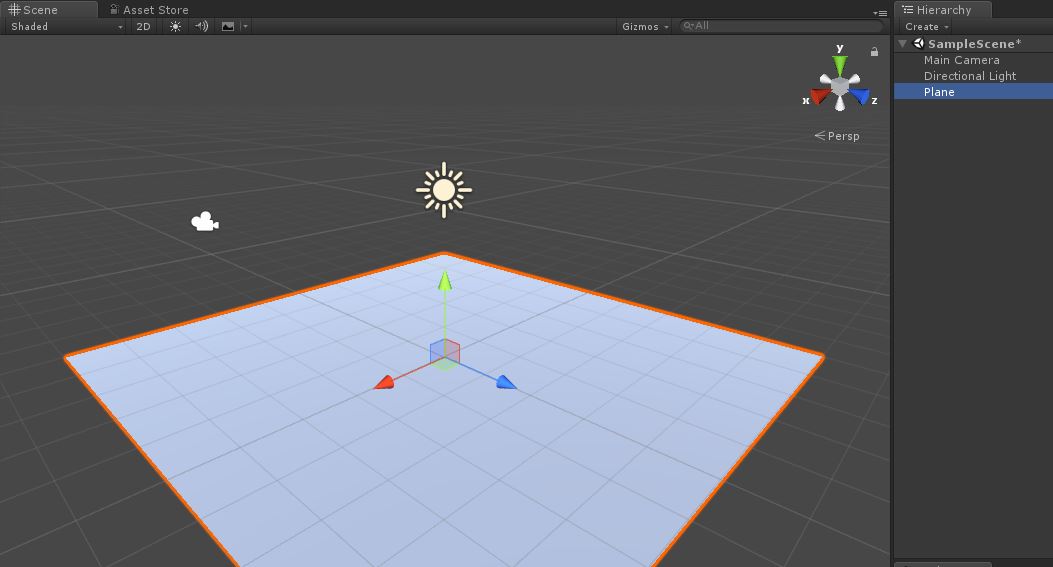 Scene
Asset Store
Hierarchy
Shaded
2D
Gizmos
All
Create
SampleScene*
Main Camera
Directional Light
Plane
y
x
z
Persp